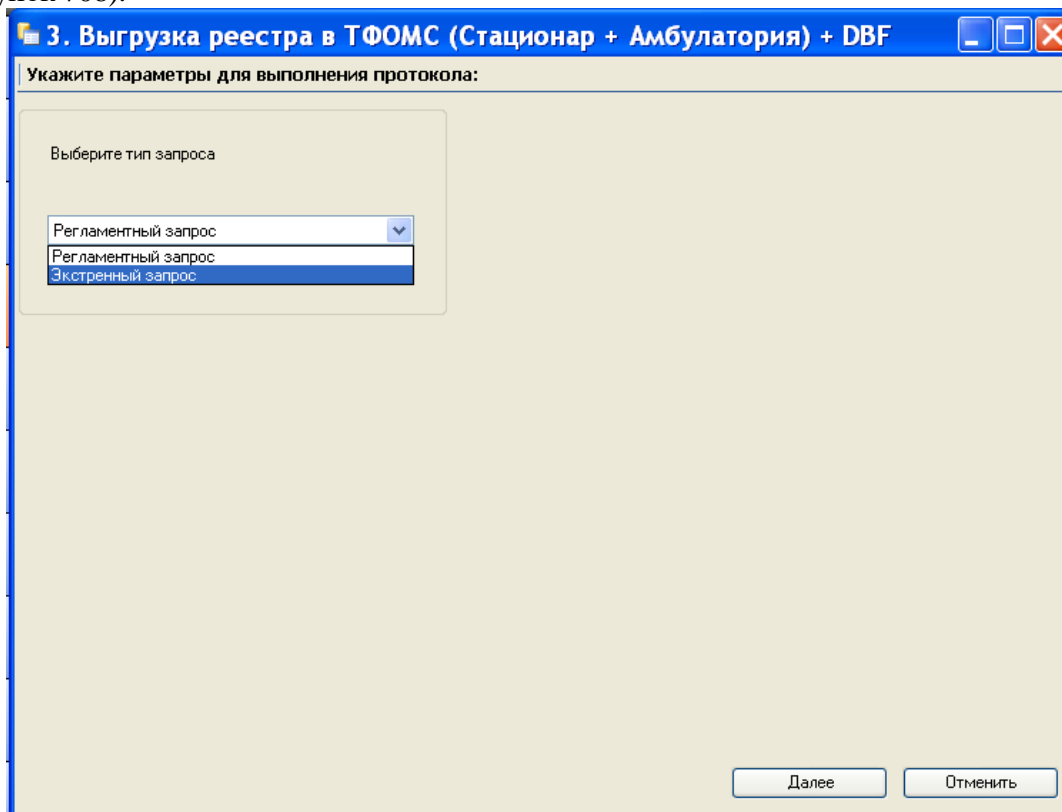 3. Выгрузка реестра в ТФОМС (Стационар + Амбулатория) + DBF
Укажите параметры для выполнения протокола:
Выберите тип запроса
Регламентный запрос
Регламентный запрос
Экстренный запрос
Далее
Отменить